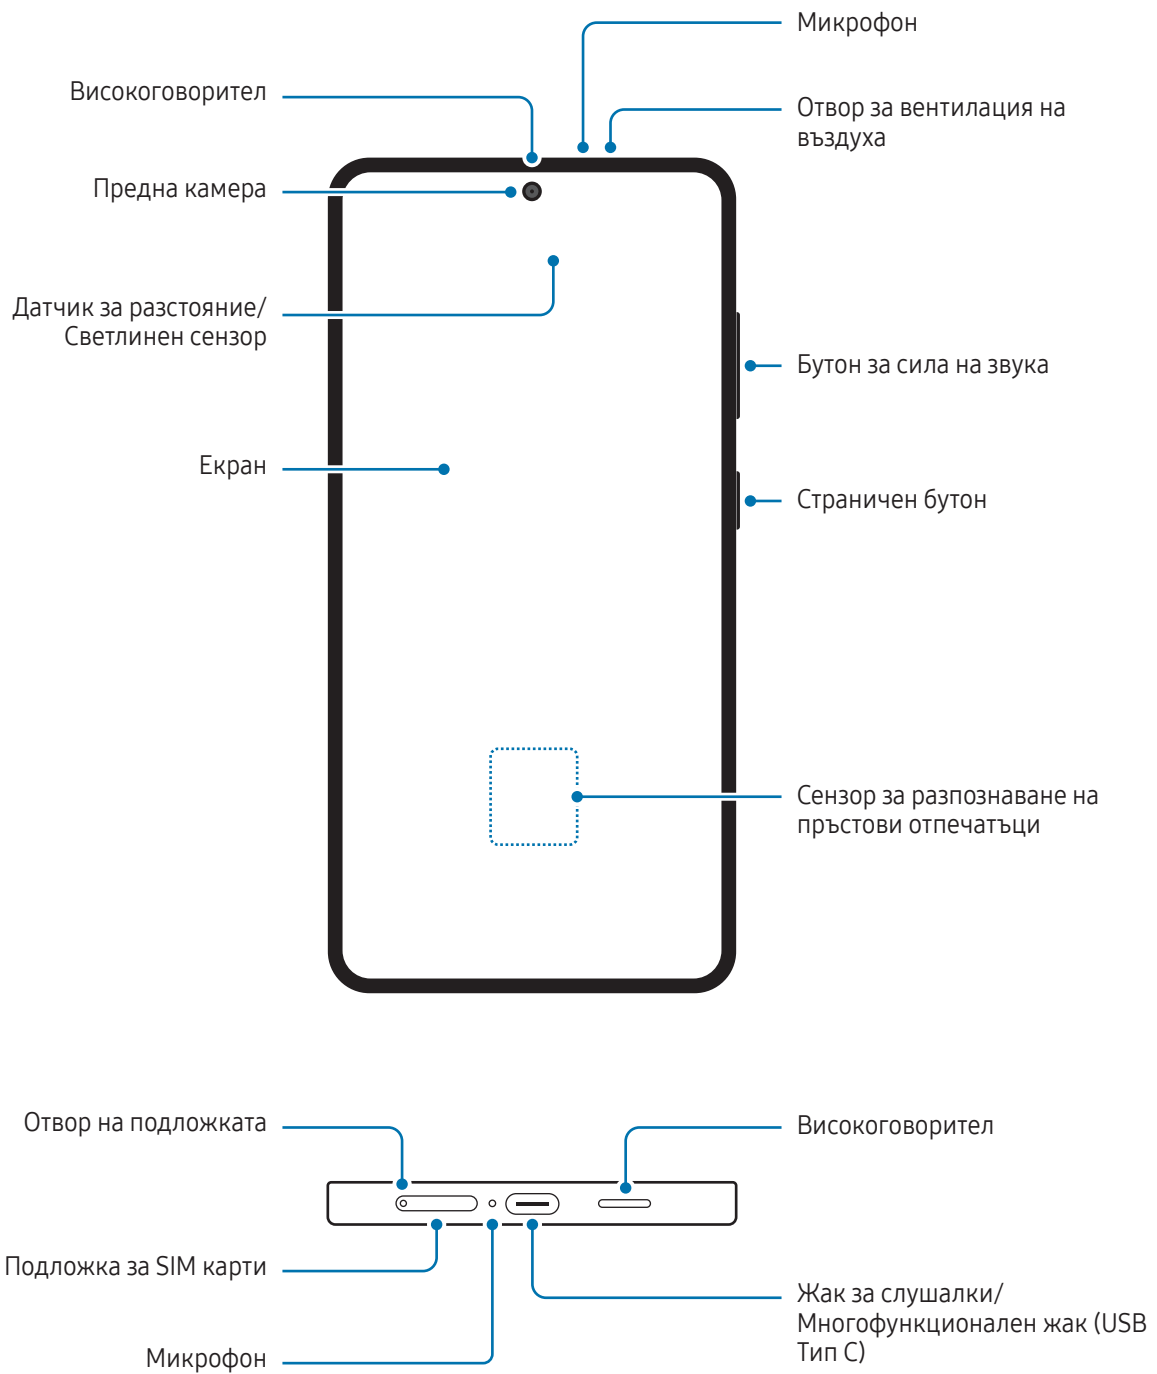 Микрофон
Високоговорител
Отвор за вентилация на
въздуха
Предна камера
Датчик за разстояние/
Светлинен сензор
Бутон за сила на звука
Екран
Страничен бутон
Сензор за разпознаване на
пръстови отпечатъци
Отвор на подложката
Високоговорител
Подложка за SIM карти
Жак за слушалки/
Многофункционален жак (USB
Тип C)
Микрофон